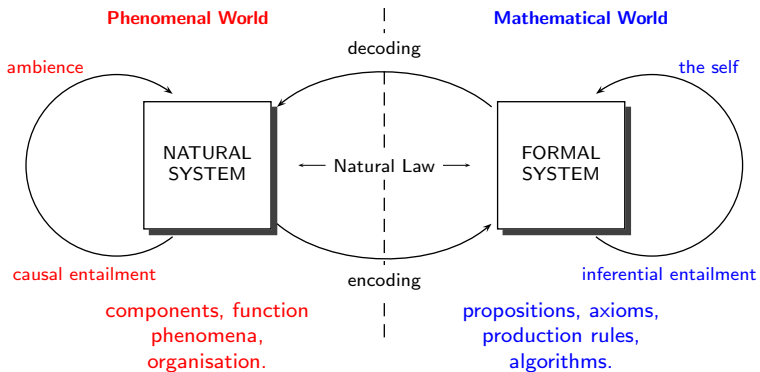 Phenomenal World
Mathematical World
decoding
ambience
the self
NATURAL
SYSTEM
Natural Law
FORMAL
SYSTEM
causal entailment
encoding
inferential entailment
components, function
phenomena,
organisation.
propositions, axioms,
production rules,
algorithms.